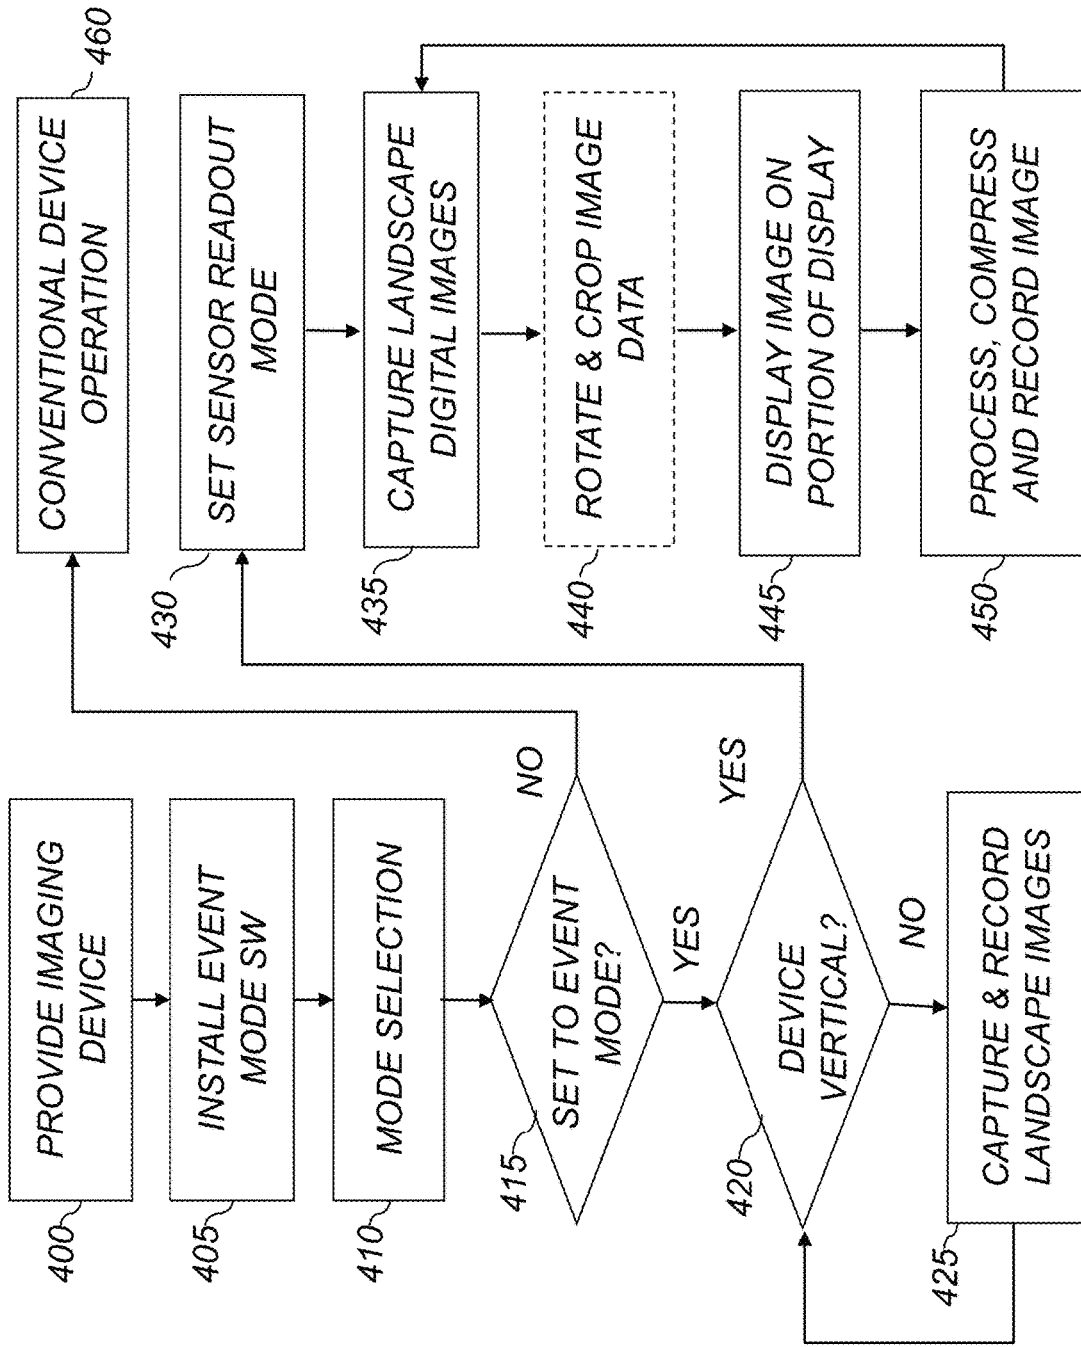 400
PROVIDE IMAGING
DEVICE
405
INSTALL EVENT
MODE SW
410
MODE SELECTION
415
SET TO EVENT
MODE?
NO
YES
420
DEVICE
VERTICAL?
YES
NO
425
CAPTURE & RECORD
LANDSCAPE IMAGES
460
CONVENTIONAL DEVICE
OPERATION
430
SET SENSOR READOUT
MODE
435
CAPTURE LANDSCAPE
DIGITAL IMAGES
440
ROTATE & CROP IMAGE
DATA
445
DISPLAY IMAGE ON
PORTION OF DISPLAY
450
PROCESS, COMPRESS
AND RECORD IMAGE